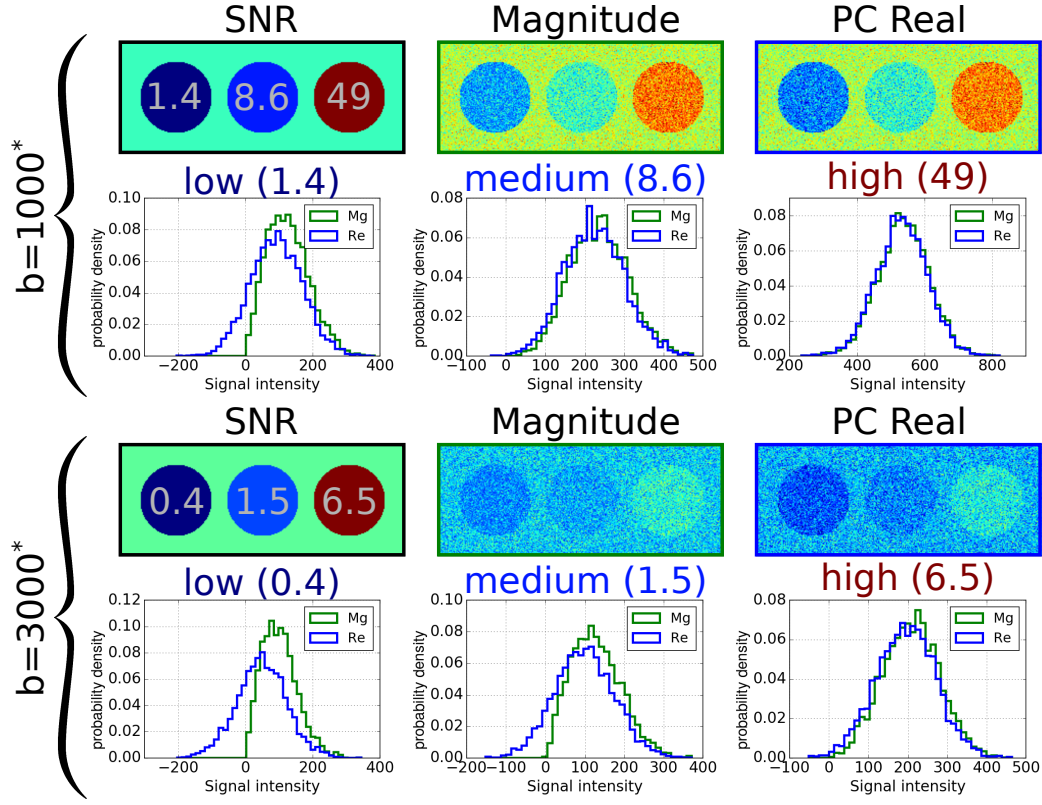 SNR Magnitude PC Real
b=1000*
1.4 8.6 49
low (1.4) medium (8.6) high (49)
0.10
0.08
0.06
0.04
0.02
0.00
probability density
Mg
Re
−200 0 200 400
Signal intensity
0.08
0.06
0.04
0.02
0.00
probability density
Mg
Re
−100 0 100 200 300 400 500
Signal intensity
0.08
0.06
0.04
0.02
0.00
probability density
Mg
Re
400 600 800
Signal intensity
SNR Magnitude PC Real
b=3000*
0.4 1.5 6.5
low (0.4) medium (1.5) high (6.5)
0.12
0.10
0.08
0.06
0.04
0.02
0.00
probability density
Mg
Re
−200 0 200 400
Signal intensity
0.10
0.08
0.06
0.04
0.02
0.00
probability density
Mg
Re
−200 −100 0 100 200 300 400
Signal intensity
0.08
0.06
0.04
0.02
0.00
probability density
Mg
Re
−100 0 100 200 300 400 500
Signal intensity